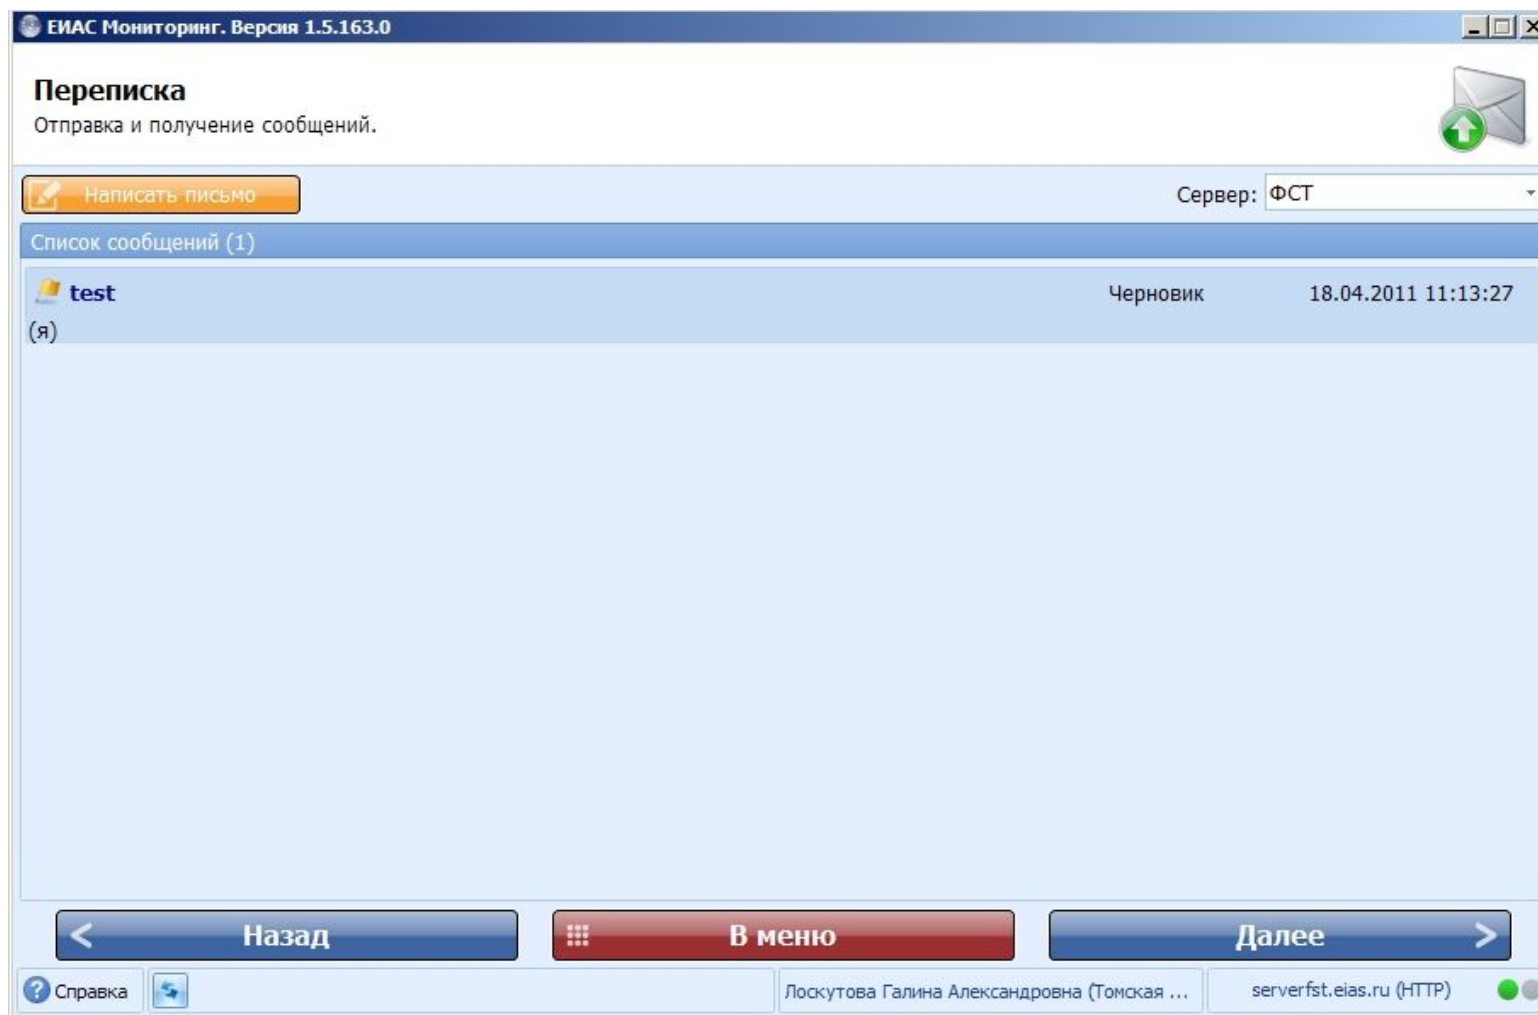 ЕИАС Мониторинг. Версия 1.5.163.0
Переписка
Отправка и получение сообщений.
Написать письмо
Сервер: ФСТ
Список сообщений (1)
test Черновик 18.04.2011 11:13:27
(я)
< Назад
В меню
Далее >
Справка
Лоскутова Галина Александровна (Томская ...
serverfst.eias.ru (HTTP)